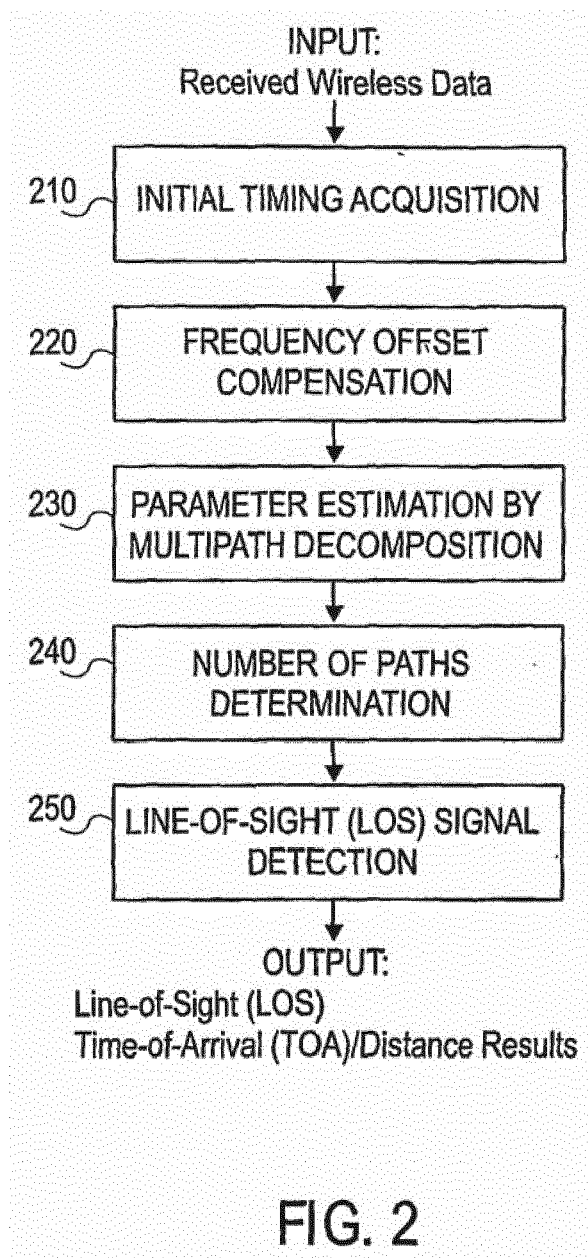 INPUT:
Received Wireless Data
210
INITIAL TIMING ACQUISITION
220
FREQUENCY OFFSET
COMPENSATION
230
PARAMETER ESTIMATION BY
MULTIPATH DECOMPOSITION
240
NUMBER OF PATHS
DETERMINATION
250
LINE-OF-SIGHT (LOS) SIGNAL
DETECTION
OUTPUT:
Line-of-Sight (LOS)
Time-of-Arrival (TOA)/Distance Results
FIG. 2